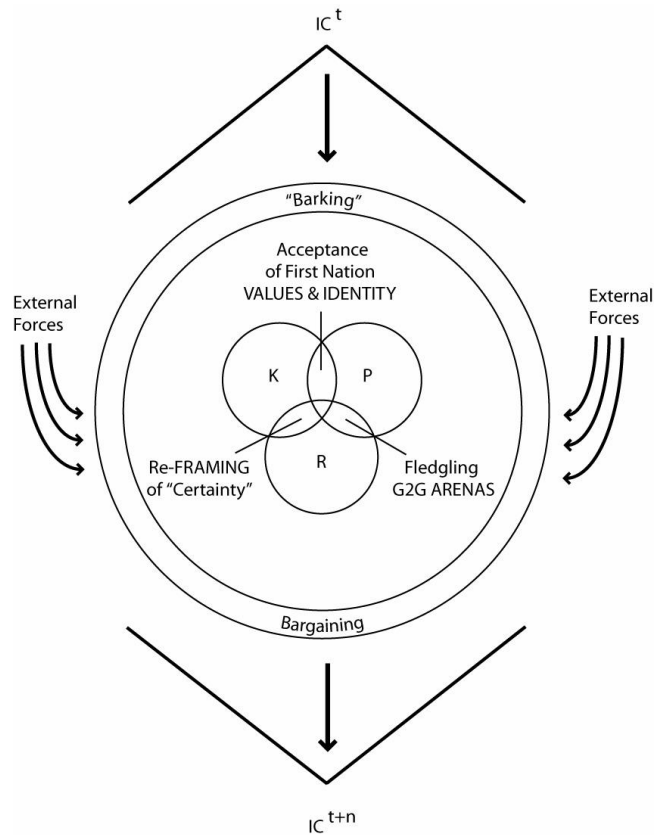 IC t
"Barking"
Acceptance
of First Nation
VALUES & IDENTITY
External
Forces
External
Forces
K
P
Re-FRAMING
of "Certainty"
R
Fledgling
G2G ARENAS
Bargaining
IC t+n